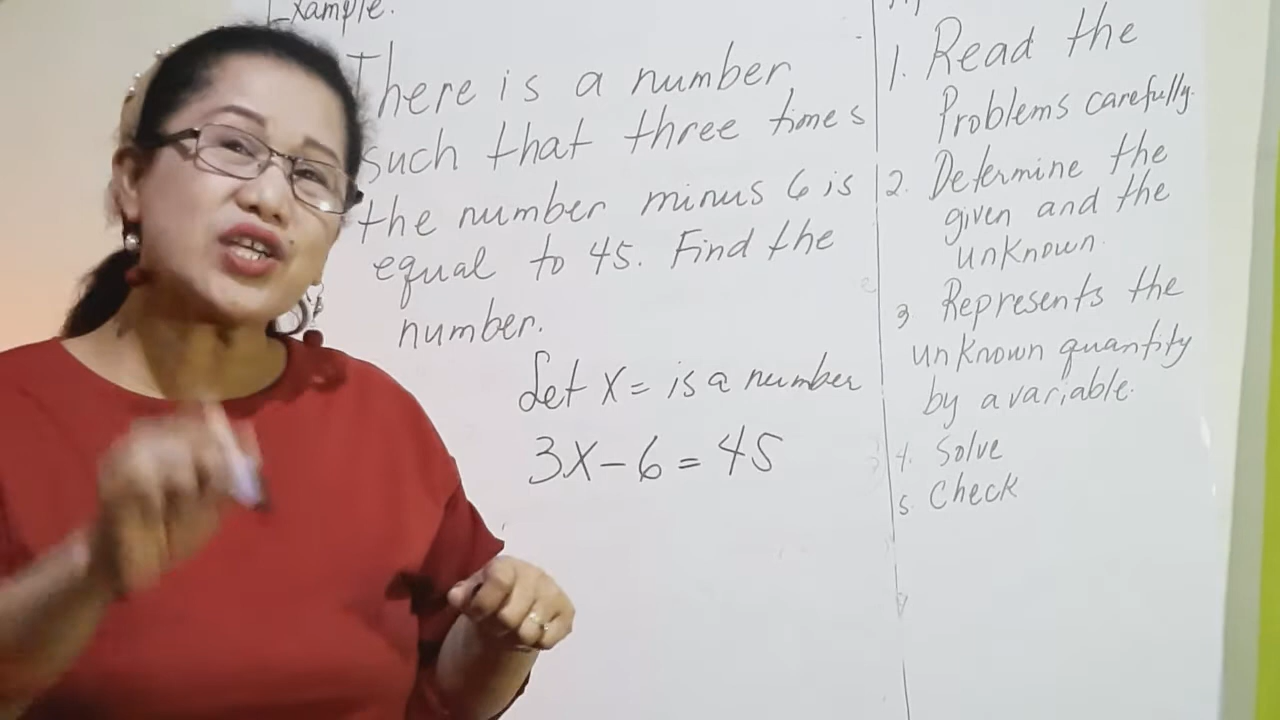 Example:
There is a number
such that three times
the number minus 6 is
equal to 45. Find the
number.
Let x = is a number
3x - 6 = 45
1. Read the
Problems carefully.
2. Determine the
given and the
unknown.
3 Represents the
unknown quantity
by a variable.
4. Solve
5. Check